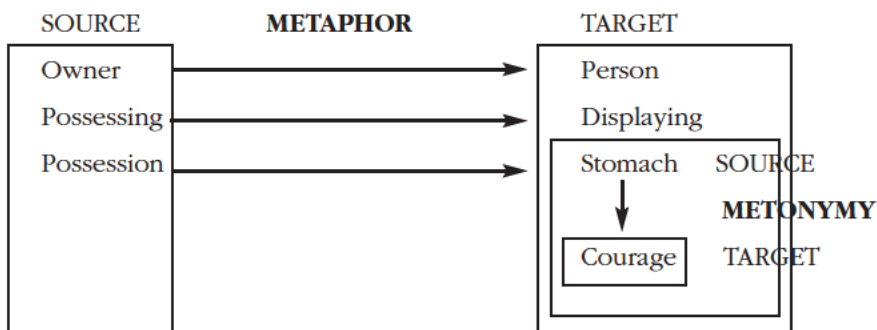 SOURCE METAPHOR TARGET
Owner Person
Possessing Displaying
Possession Stomach SOURCE
METONYMY
Courage TARGET